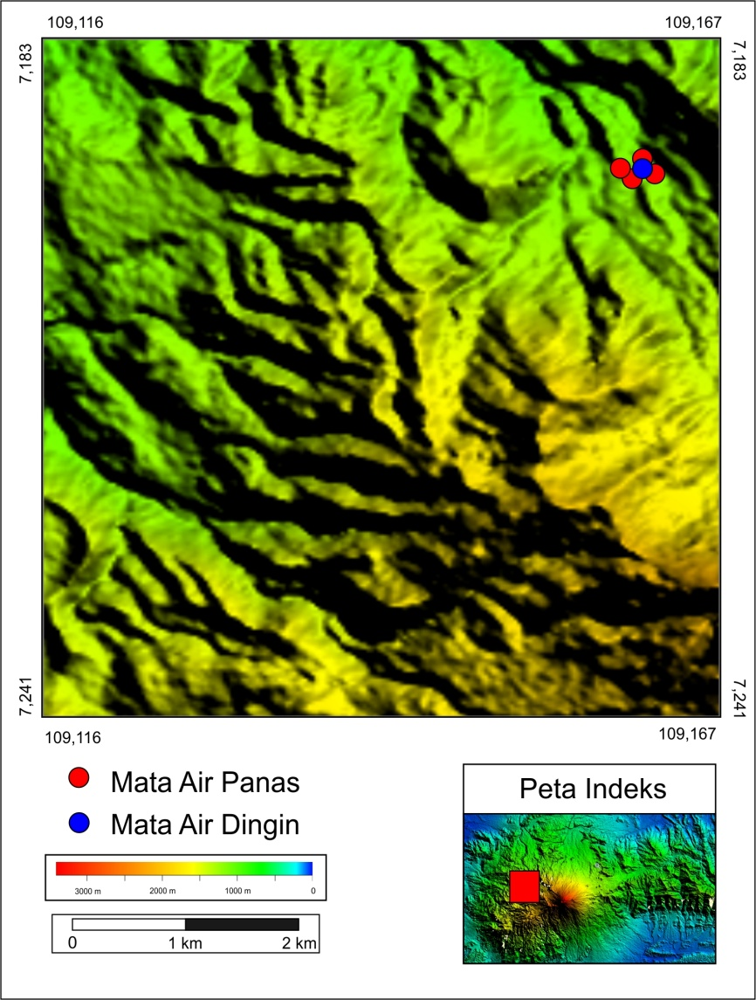 109,116
109,167
7,183
7,183
7,241
7,241
109,116
109,167
Mata Air Panas
Mata Air Dingin
3000 m 2000 m 1000 m 0
0 1 km 2 km
Peta Indeks